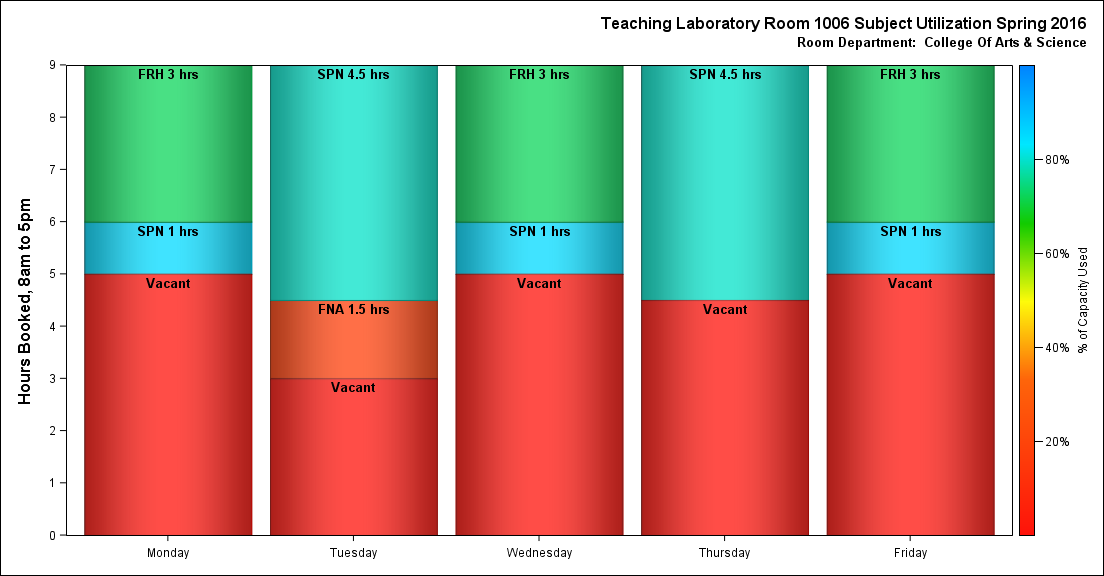 Teaching Laboratory Room 1006 Subject Utilization Spring 2016
Room Department: College Of Arts & Science
Hours Booked, 8am to 5pm
9
8
7
6
5
4
3
2
1
0
FRH 3 hrs
SPN 1 hrs
Vacant
SPN 4.5 hrs
FNA 1.5 hrs
Vacant
FRH 3 hrs
SPN 1 hrs
Vacant
SPN 4.5 hrs
Vacant
FRH 3 hrs
SPN 1 hrs
Vacant
Monday
Tuesday
Wednesday
Thursday
Friday
80%
60%
40%
20%
% of Capacity Used